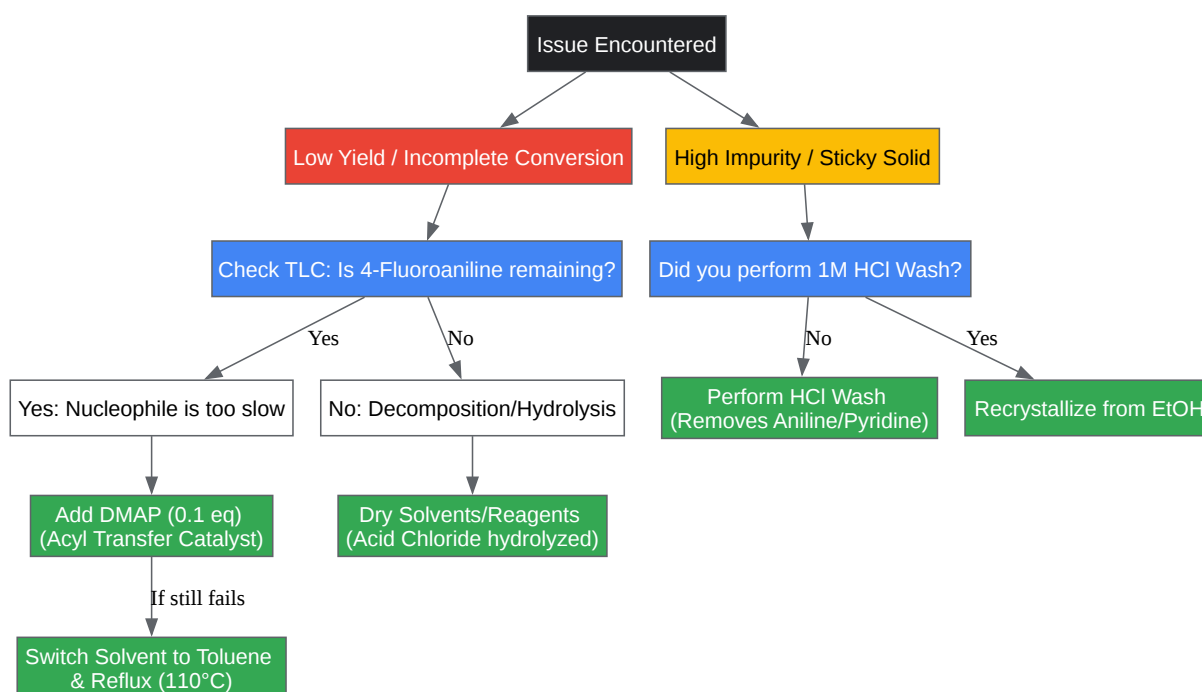 Issue Encountered
Low Yield / Incomplete Conversion
High Impurity / Sticky Solid
Check TLC: Is 4-Fluoroaniline remaining?
Did you perform 1M HCl Wash?
Yes
No
No
Yes
Yes: Nucleophile is too slow
No: Decomposition/Hydrolysis
Perform HCl Wash
(Removes Aniline/Pyridine)
Recrystallize from EtOH
Add DMAP (0.1 eq)
(Acyl Transfer Catalyst)
Dry Solvents/Reagents
(Acid Chloride hydrolyzed)
If still fails
Switch Solvent to Toluene
& Reflux (110°C)